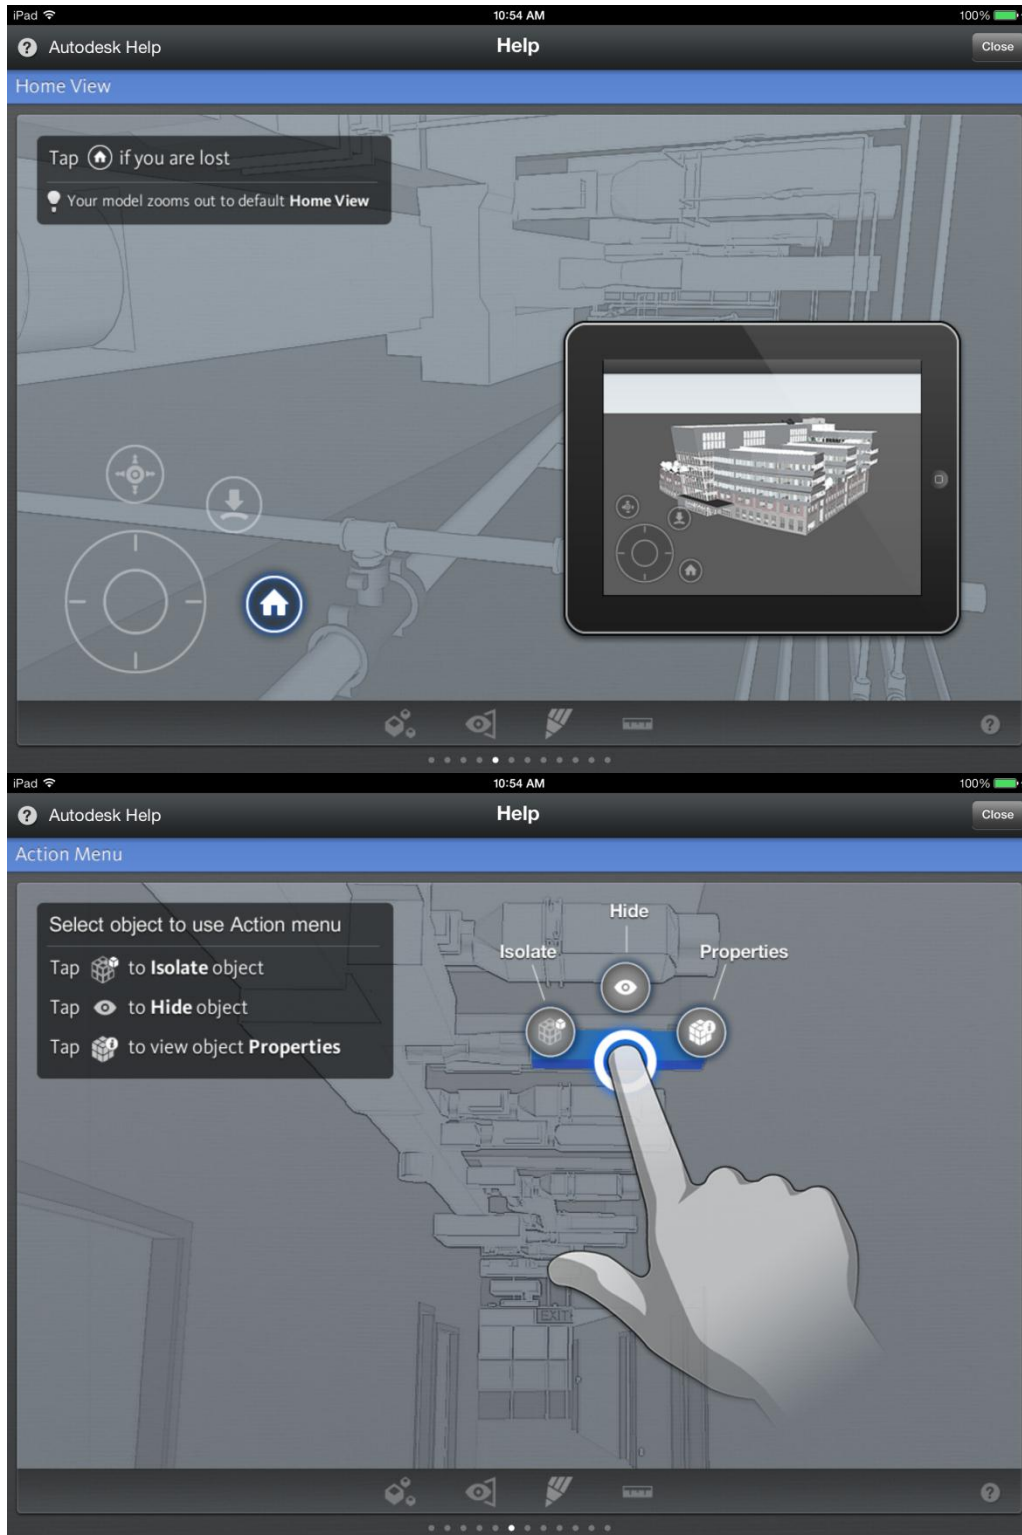 iPad 10:54 AM 100%
Autodesk Help Help Close
Home View
Tap if you are lost
Your model zooms out to default Home View
iPad 10:54 AM 100%
Autodesk Help Help Close
Action Menu
Select object to use Action menu
Tap to Isolate object
Tap to Hide object
Tap to view object Properties
Hide
Isolate Properties
EXIT